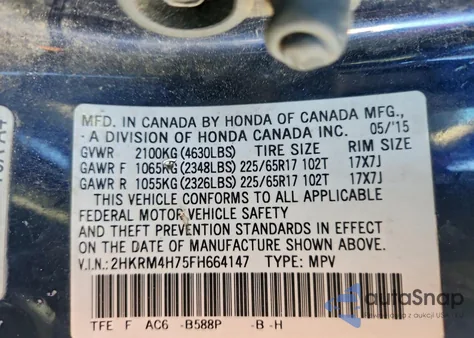 MFD. IN CANADA BY HONDA OF CANADA MFG.,
A DIVISION OF HONDA CANADA INC. 05/'15
GVWR 2100KG (4630LBS) TIRE SIZE RIM SIZE
GAWR F 1065KG (2348LBS) 225/65R17 102T 17X7J
GAWR R 1055KG (2326LBS) 225/65R17 102T 17X7J
THIS VEHICLE CONFORMS TO ALL APPLICABLE
FEDERAL MOTOR VEHICLE SAFETY
AND THEFT PREVENTION STANDARDS IN EFFECT ON
THE DATE OF MANUFACTURE SHOWN ABOVE.
V.I.N.: 2HKRM4H75FH664147 TYPE: MPV
TFE F AC6 -B588P -B -H
autoSnap